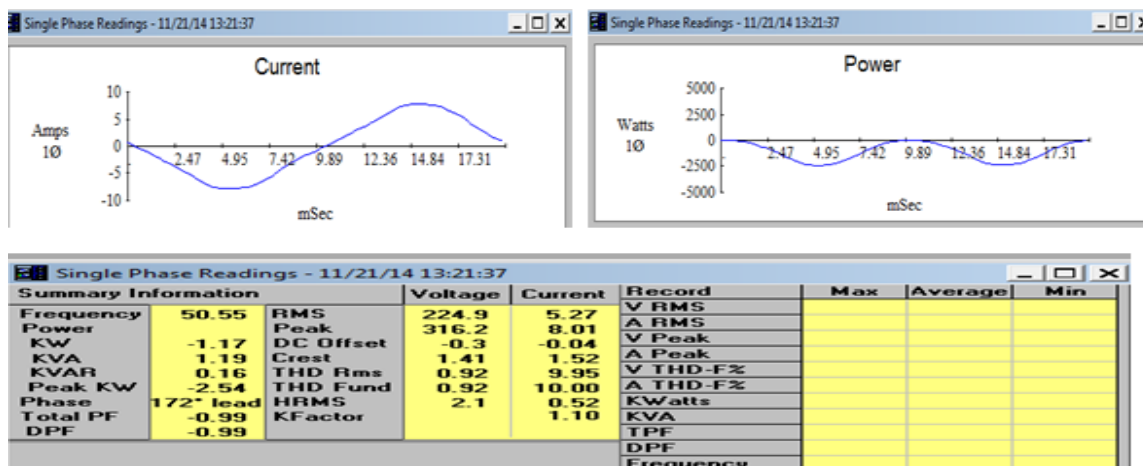 Single Phase Readings - 11/21/14 13:21:37
Current
10
5
0
-5
-10
Amps
1Ø
2.47 4.95 7.42 9.89 12.36 14.84 17.31
mSec
Single Phase Readings - 11/21/14 13:21:37
Power
5000
2500
0
-2500
-5000
Watts
1Ø
2.47 4.95 7.42 9.89 12.36 14.84 17.31
mSec
Single Phase Readings - 11/21/14 13:21:37
Summary Information Voltage Current Record Max Average Min
Frequency 50.55 RMS 224.9 5.27 V RMS
Power Peak 316.2 8.01 A RMS
KW -1.17 DC Offset -0.3 -0.04 V Peak
KVA 1.19 Crest 1.41 1.52 A Peak
KVAR 0.16 THD Rms 0.92 9.95 V THD-F%
Peak KW -2.54 THD Fund 0.92 10.00 A THD-F%
Phase 172° lead HRMS 2.1 0.52 KWatts
Total PF -0.99 KFactor 1.10 KVA
DPF -0.99 TPF
DPF
Frequency